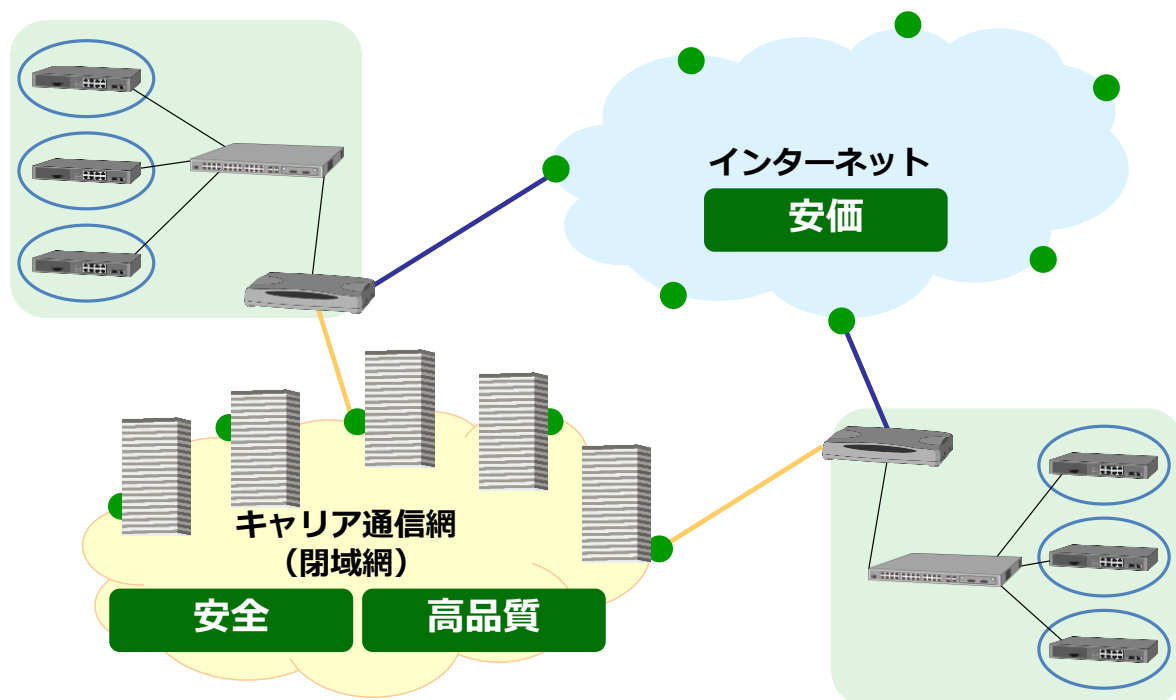 インターネット
安価
キャリア通信網
（閉域網）
安全
高品質